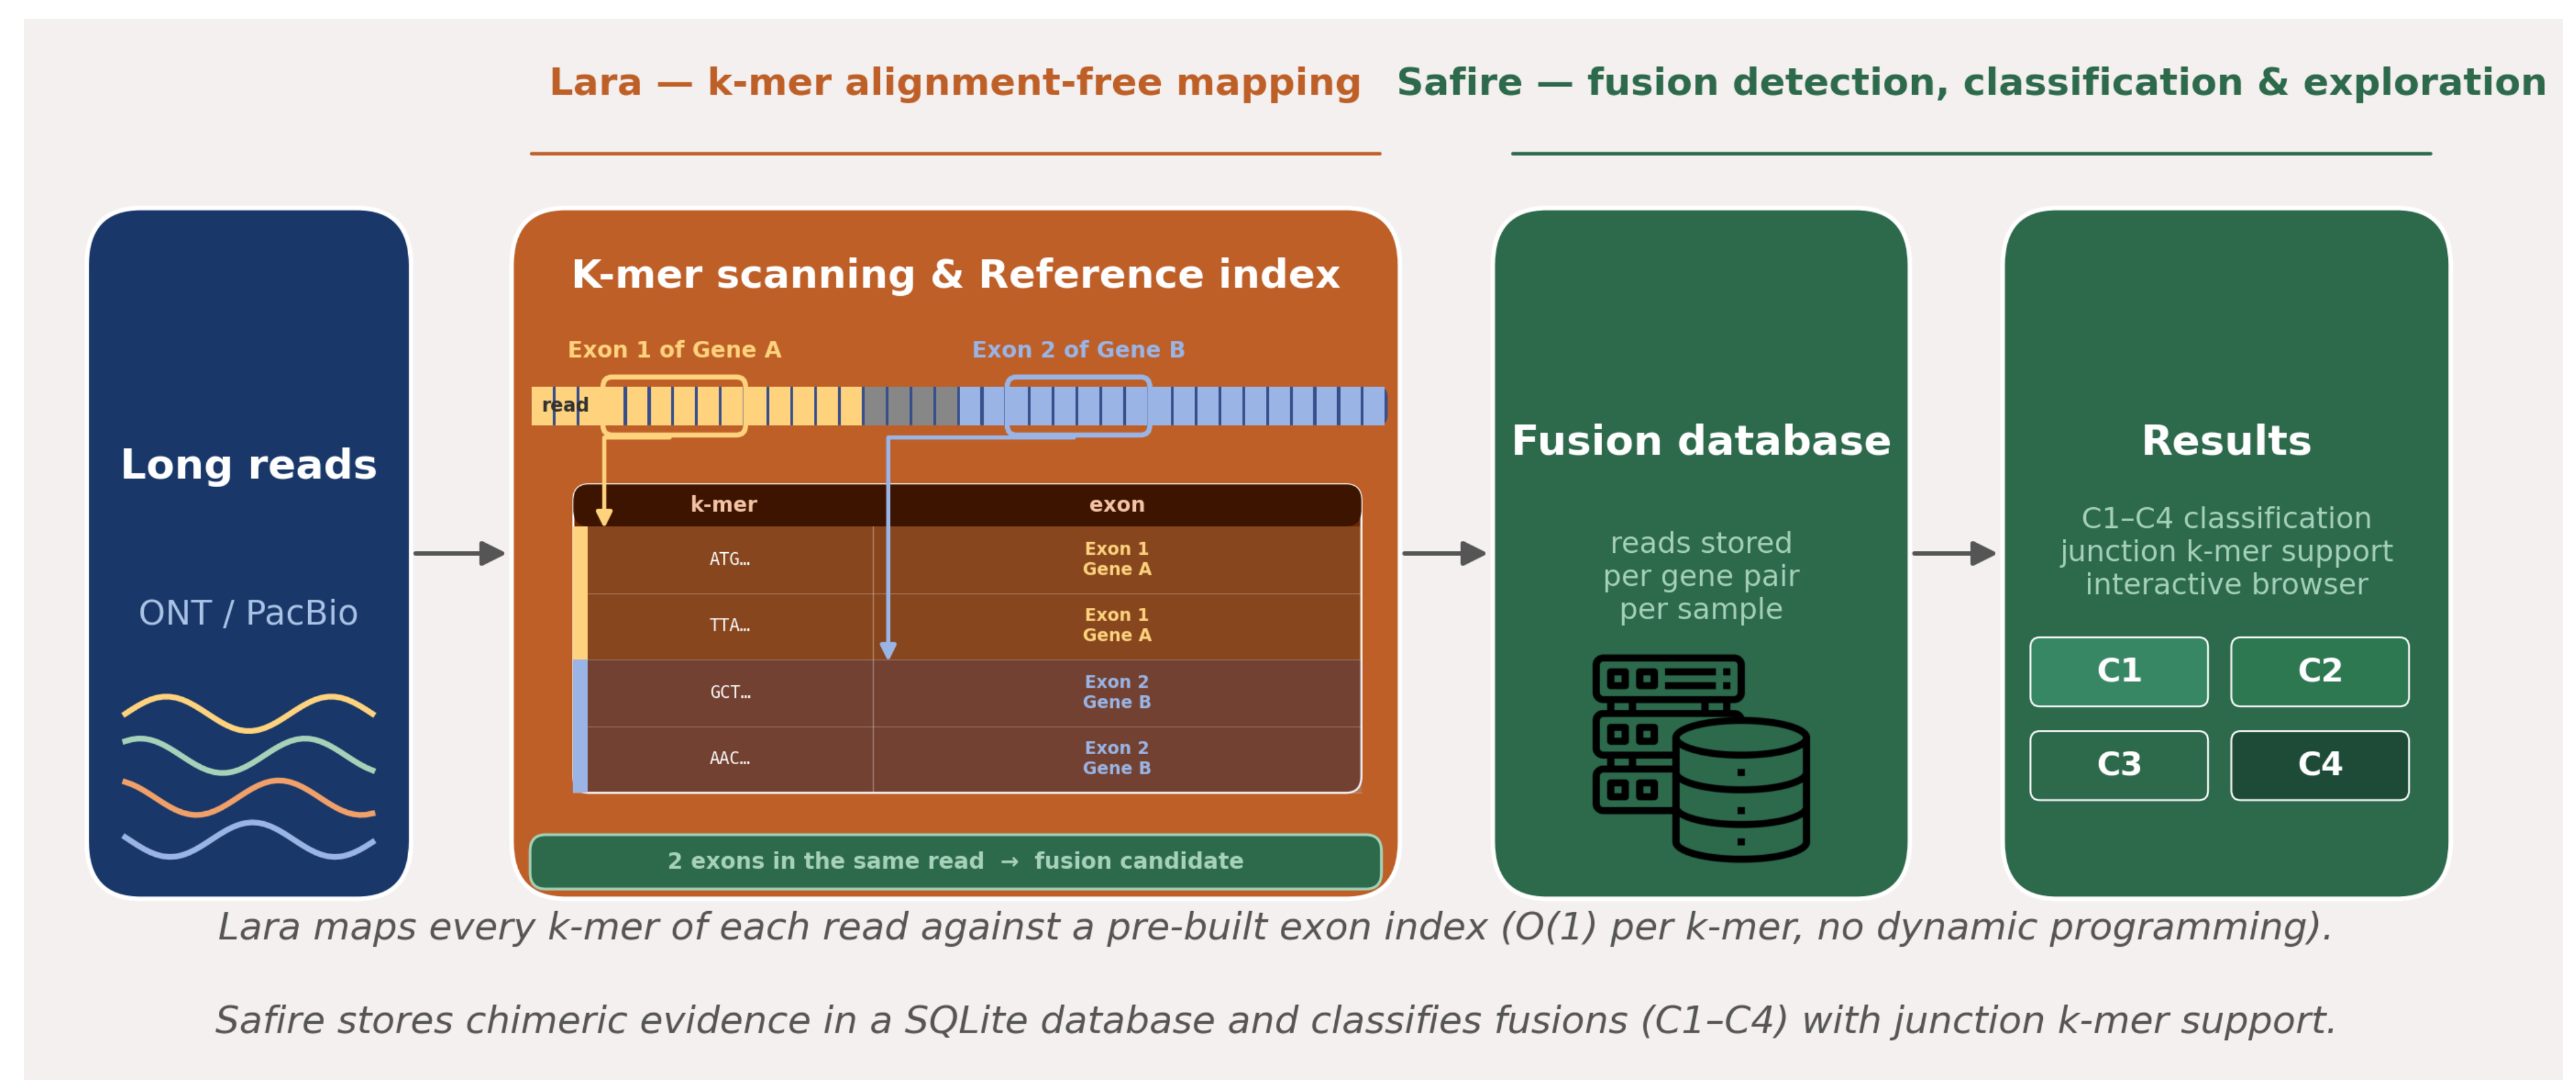 Lara — k-mer alignment-free mapping
Safire — fusion detection, classification & exploration
Long reads
ONT / PacBio
K-mer scanning & Reference index
Exon 1 of Gene A
Exon 2 of Gene B
read
k-mer
exon
ATG…
Exon 1
Gene A
TTA…
Exon 1
Gene A
GCT…
Exon 2
Gene B
AAC…
Exon 2
Gene B
2 exons in the same read → fusion candidate
Fusion database
reads stored
per gene pair
per sample
Results
C1–C4 classification
junction k-mer support
interactive browser
C1
C2
C3
C4
Lara maps every k-mer of each read against a pre-built exon index (O(1) per k-mer, no dynamic programming).
Safire stores chimeric evidence in a SQLite database and classifies fusions (C1–C4) with junction k-mer support.